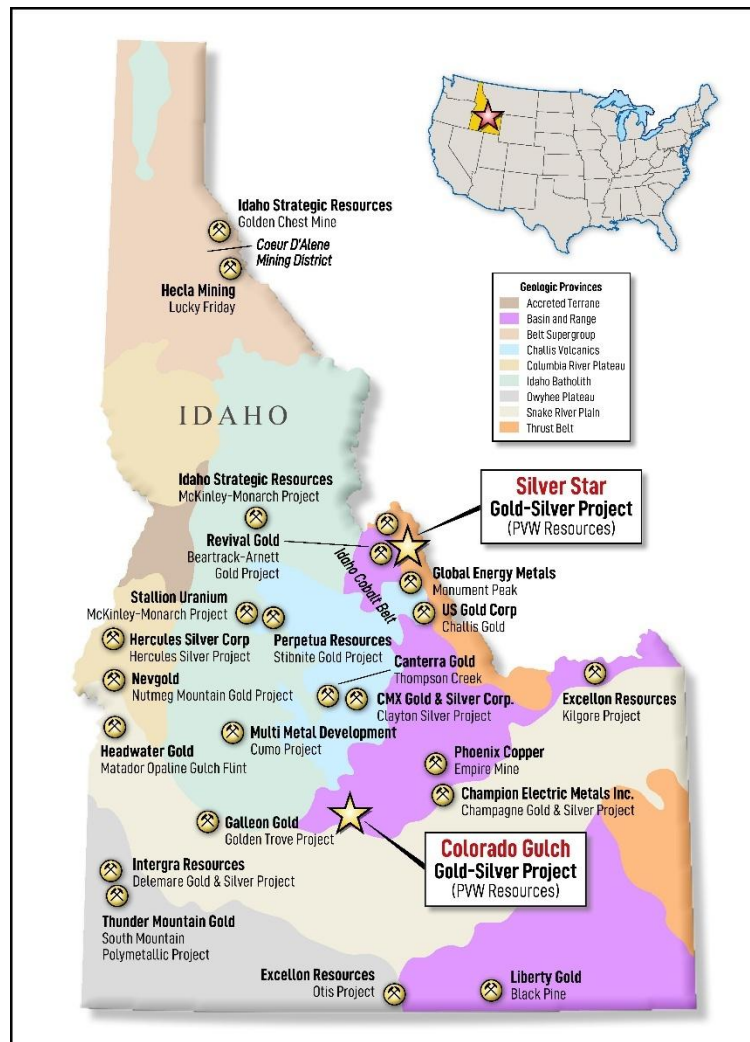 Idaho Strategic Resources
Golden Chest Mine
Coeur D'Alene
Mining District
Hecla Mining
Lucky Friday
Geologic Provinces
Accreted Terrane
Basin and Range
Belt Supergroup
Challis Volcanics
Columbia River Plateau
Idaho Batholith
Owyhee Plateau
Snake River Plain
Thrust Belt
IDAHO
Idaho Strategic Resources
McKinley-Monarch Project
Silver Star
Gold-Silver Project
(PVW Resources)
Revival Gold
Beartrack-Arnett
Gold Project
Idaho Cobalt Belt
Global Energy Metals
Monument Peak
US Gold Corp
Challis Gold
Stallion Uranium
McKinley-Monarch Project
Perpetua Resources
Stibnite Gold Project
Hercules Silver Corp
Hercules Silver Project
Canterra Gold
Thompson Creek
Nevgold
Nutmeg Mountain Gold Project
CMX Gold & Silver Corp.
Clayton Silver Project
Excellon Resources
Kilgore Project
Headwater Gold
Matador Opaline Gulch Flint
Multi Metal Development
Cumo Project
Phoenix Copper
Empire Mine
Champion Electric Metals Inc.
Champagne Gold & Silver Project
Galleon Gold
Golden Trove Project
Colorado Gulch
Gold-Silver Project
(PVW Resources)
Intergra Resources
Delemare Gold & Silver Project
Thunder Mountain Gold
South Mountain
Polymetallic Project
Excellon Resources
Otis Project
Liberty Gold
Black Pine